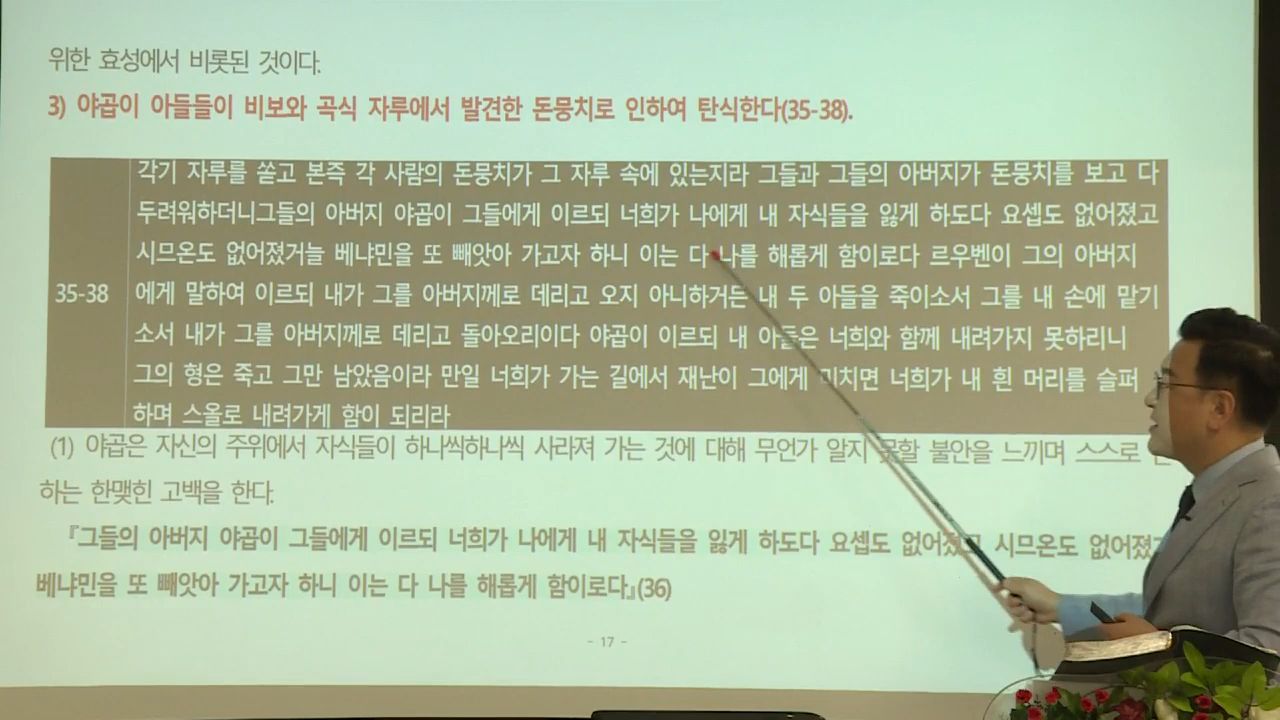 위한 효성에서 비롯된 것이다.
3) 야곱이 아들들이 비보와 곡식 자루에서 발견한 돈뭉치로 인하여 탄식한다(35-38).
각기 자루를 쏟고 본즉 각 사람의 돈뭉치가 그 자루 속에 있는지라 그들과 그들의 아버지가 돈뭉치를 보고 다
두려워하더니그들의 아버지 야곱이 그들에게 이르되 너희가 나에게 내 자식들을 잃게 하도다 요셉도 없어졌고
시므온도 없어졌거늘 베냐민을 또 빼앗아 가고자 하니 이는 다 나를 해롭게 함이로다 르우벤이 그의 아버지
35-38
에게 말하여 이르되 내가 그를 아버지께로 데리고 오지 아니하거든 내 두 아들을 죽이소서 그를 내 손에 맡기
소서 내가 그를 아버지께로 데리고 돌아오리이다 야곱이 이르되 내 아들은 너희와 함께 내려가지 못하리니
그의 형은 죽고 그만 남았음이라 만일 너희가 가는 길에서 재난이 그에게 미치면 너희가 내 흰 머리를 슬퍼
하며 스올로 내려가게 함이 되리라
(1) 야곱은 자신의 주위에서 자식들이 하나씩하나씩 사라져 가는 것에 대해 무언가 알지 못할 불안을 느끼며 스스로
하는 한맺힌 고백을 한다.
『그들의 아버지 야곱이 그들에게 이르되 너희가 나에게 내 자식들을 잃게 하도다 요셉도 없어졌고 시므온도 없어졌
베냐민을 또 빼앗아 가고자 하니 이는 다 나를 해롭게 함이로다』(36)
- 17 -